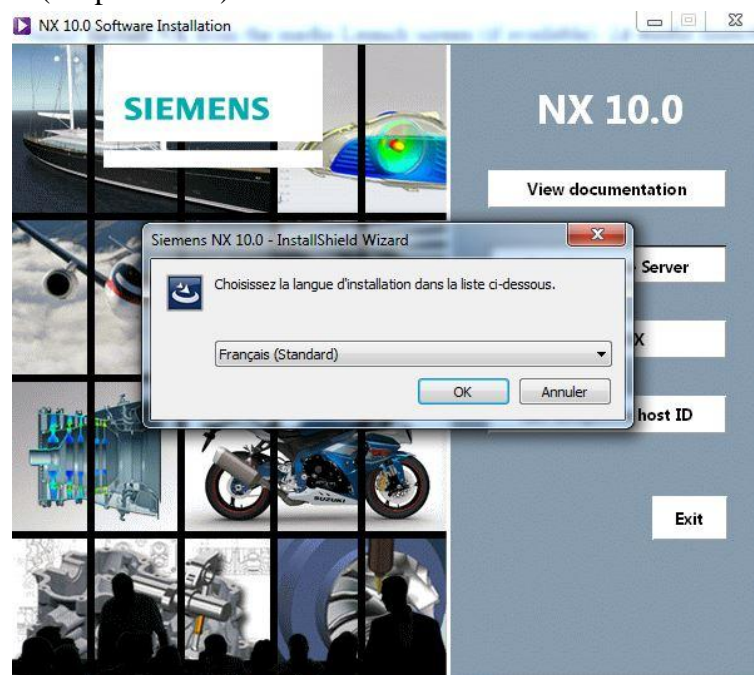 NX 10.0 Software Installation
SIEMENS
NX 10.0
View documentation
Siemens NX 10.0 - InstallShield Wizard
Choisissez la langue d'installation dans la liste ci-dessous.
Server
Français (Standard)
X
OK
Annuler
host ID
SUZUKI
Exit